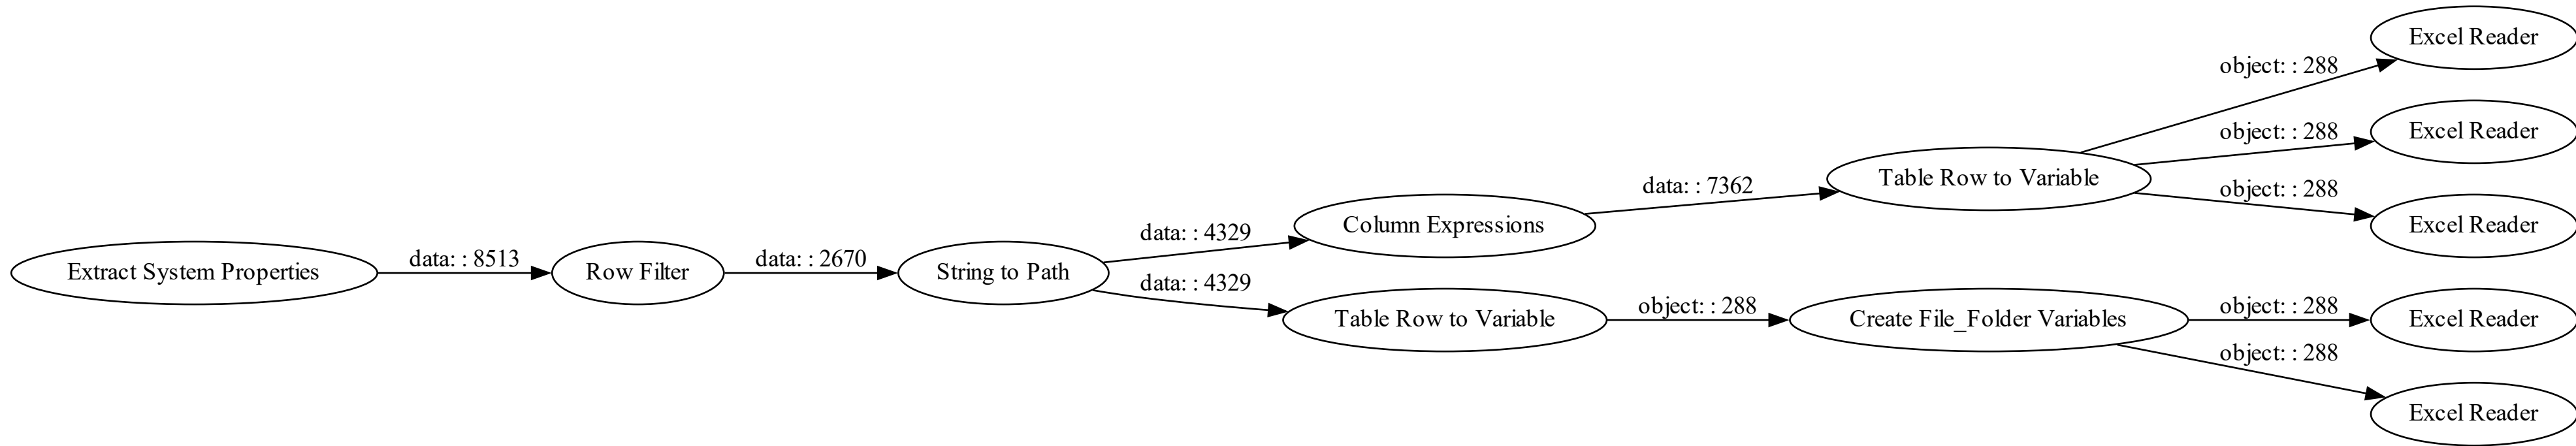 Extract System Properties
data: : 8513
Row Filter
data: : 2670
String to Path
data: : 4329
data: : 4329
Column Expressions
Table Row to Variable
data: : 7362
object: : 288
Table Row to Variable
Create File_Folder Variables
object: : 288
object: : 288
object: : 288
object: : 288
object: : 288
Excel Reader
Excel Reader
Excel Reader
Excel Reader
Excel Reader